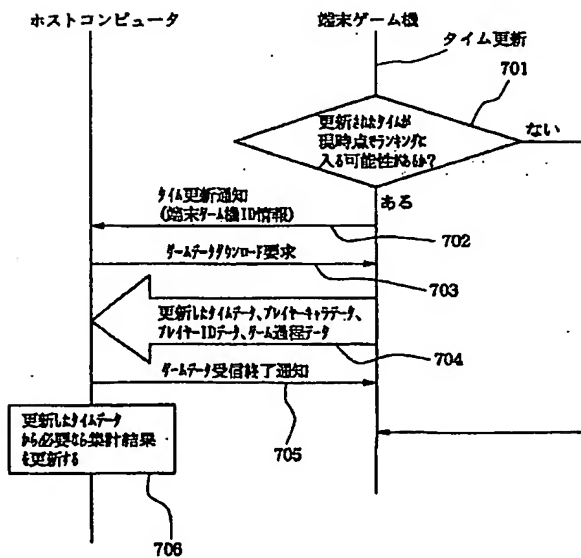 ホストコンピュータ
端末ゲーム機
タイム更新
701
更新されたタイムが
現時点でランキングに
入る可能性があるか?
ない
ある
タイム更新通知
(端末ゲーム機ID情報)
702
ゲームデータダウンロード要求
703
更新したタイムデータ、プレイヤーキャラデータ、
プレイヤーIDデータ、ゲーム過程データ
704
ゲームデータ受信終了通知
705
更新したタイムデータ
から必要なら集計結果
を更新する
706